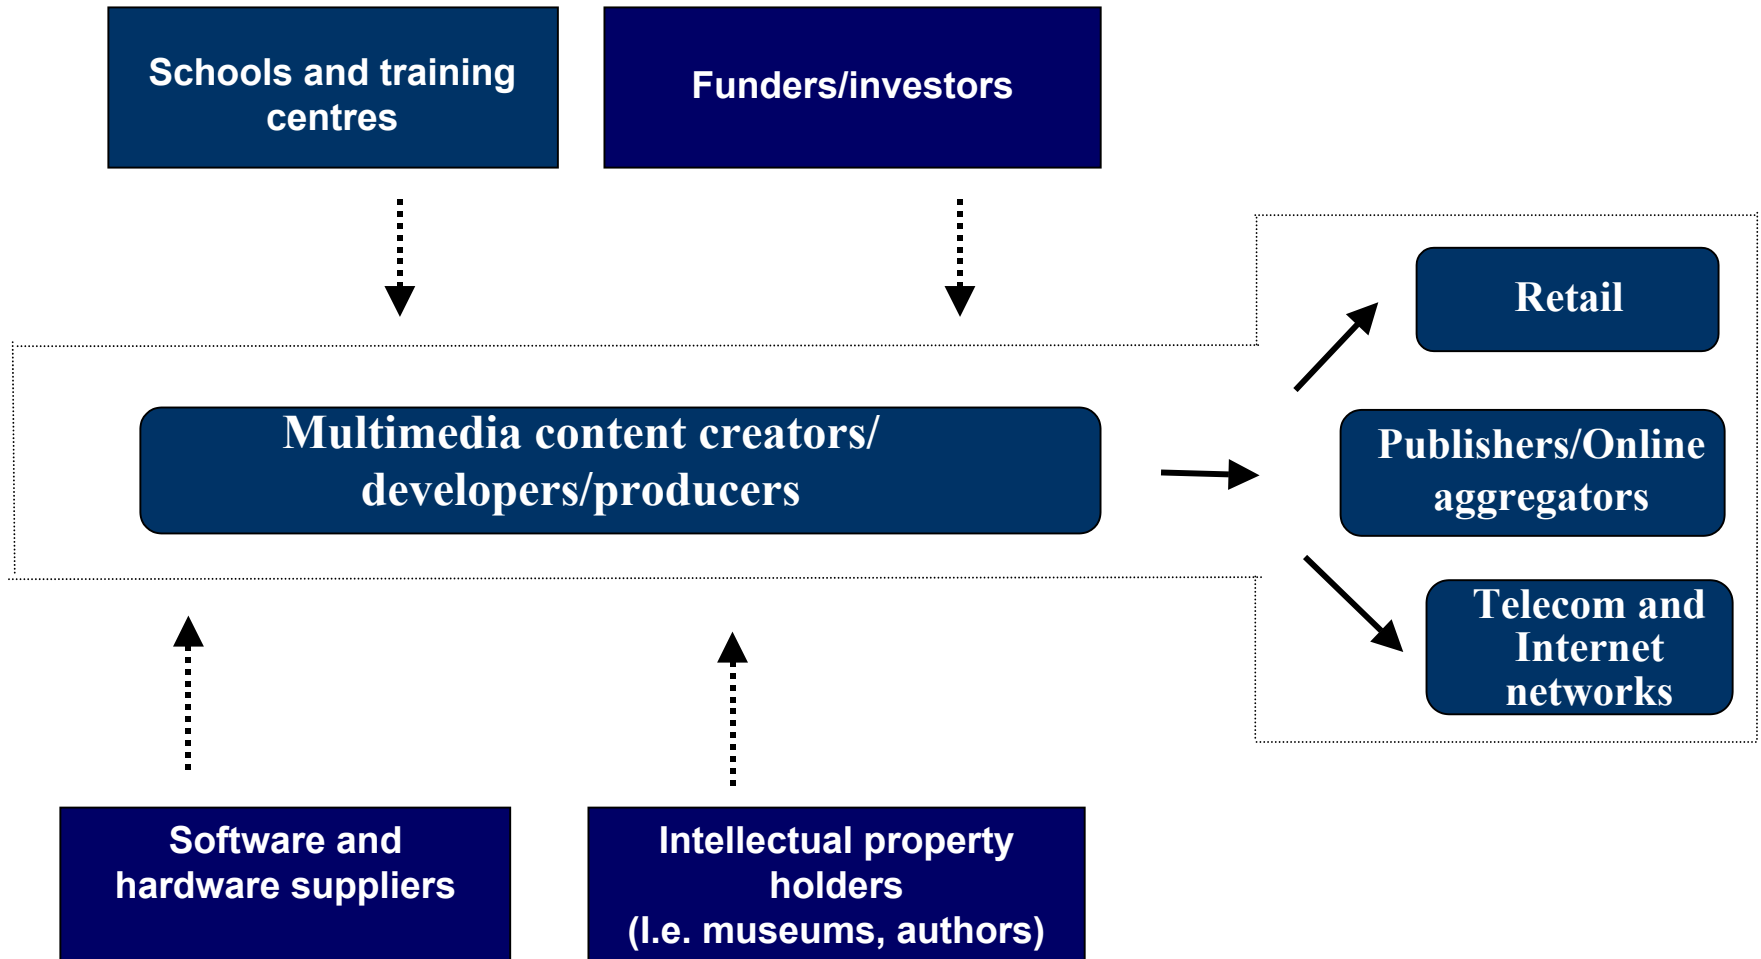 Schools and training
centres
Funders/investors
Retail
Multimedia content creators/
developers/producers
Publishers/Online
aggregators
Telecom and
Internet
networks
Software and
hardware suppliers
Intellectual property
holders
(I.e. museums, authors)